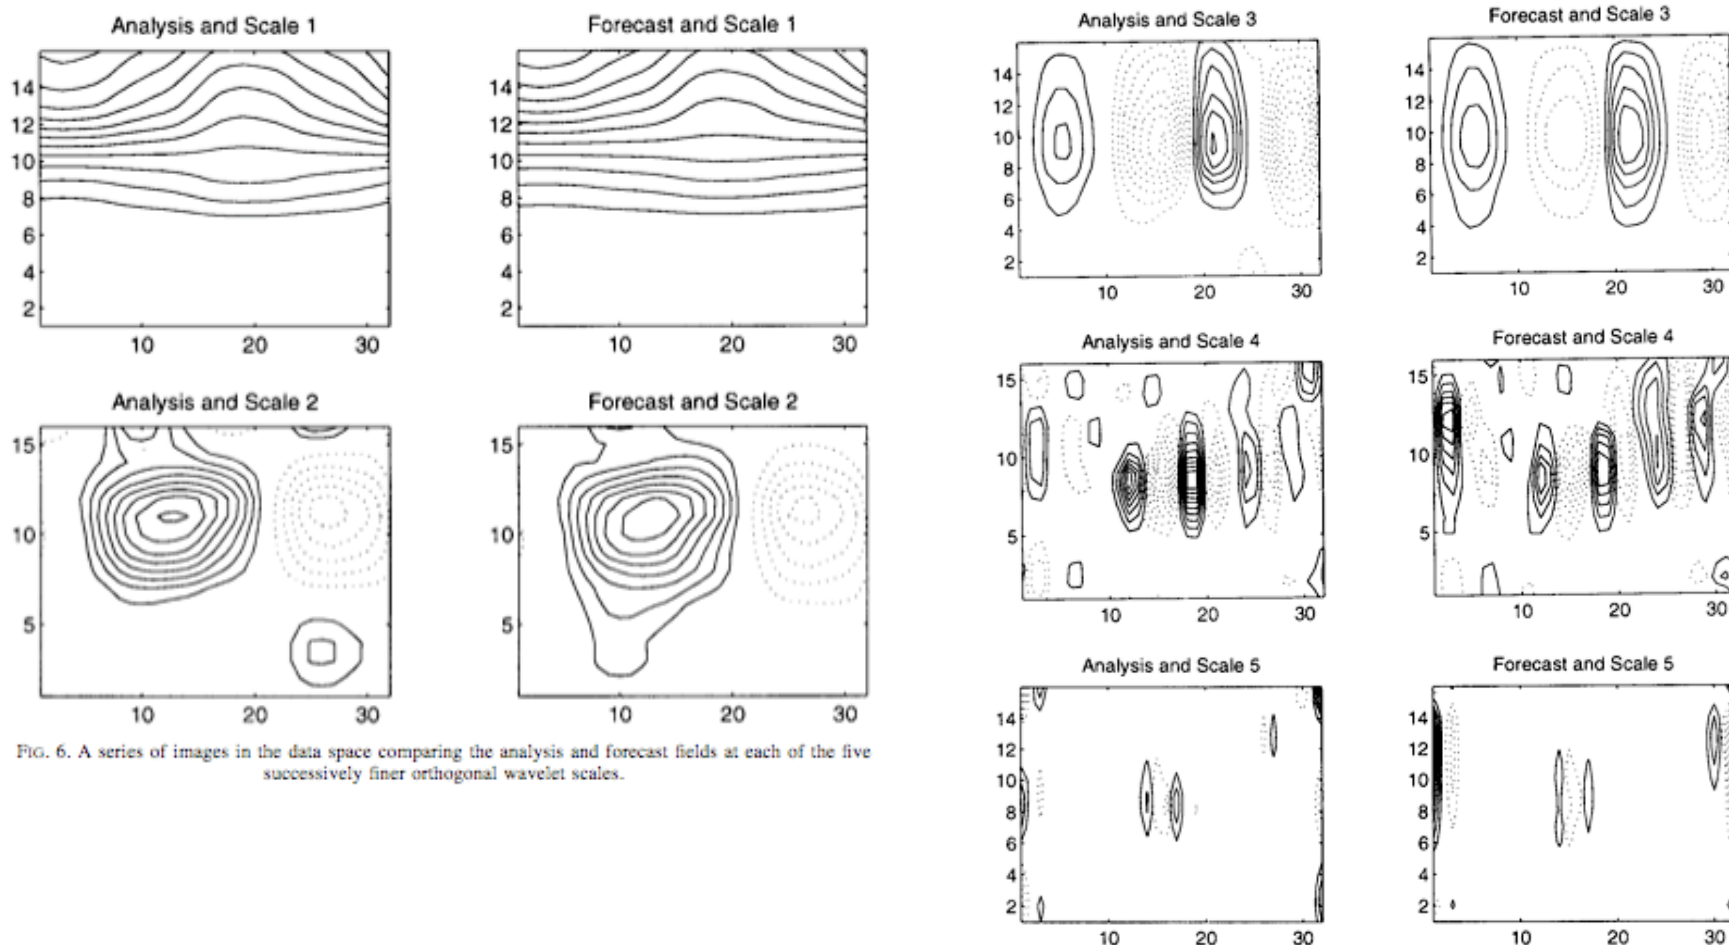 Analysis and Scale 1
14
12
10
8
6
4
2
10 20 30
Forecast and Scale 1
14
12
10
8
6
4
2
10 20 30
Analysis and Scale 2
15
10
5
10 20 30
Forecast and Scale 2
15
10
5
10 20 30
FIG. 6. A series of images in the data space comparing the analysis and forecast fields at each of the five
successively finer orthogonal wavelet scales.
Analysis and Scale 3
16
14
12
10
8
6
4
2
10 20 30
Forecast and Scale 3
16
14
12
10
8
6
4
2
10 20 30
Analysis and Scale 4
15
10
5
10 20 30
Forecast and Scale 4
15
10
5
10 20 30
Analysis and Scale 5
14
12
10
8
6
4
2
10 20 30
Forecast and Scale 5
14
12
10
8
6
4
2
10 20 30